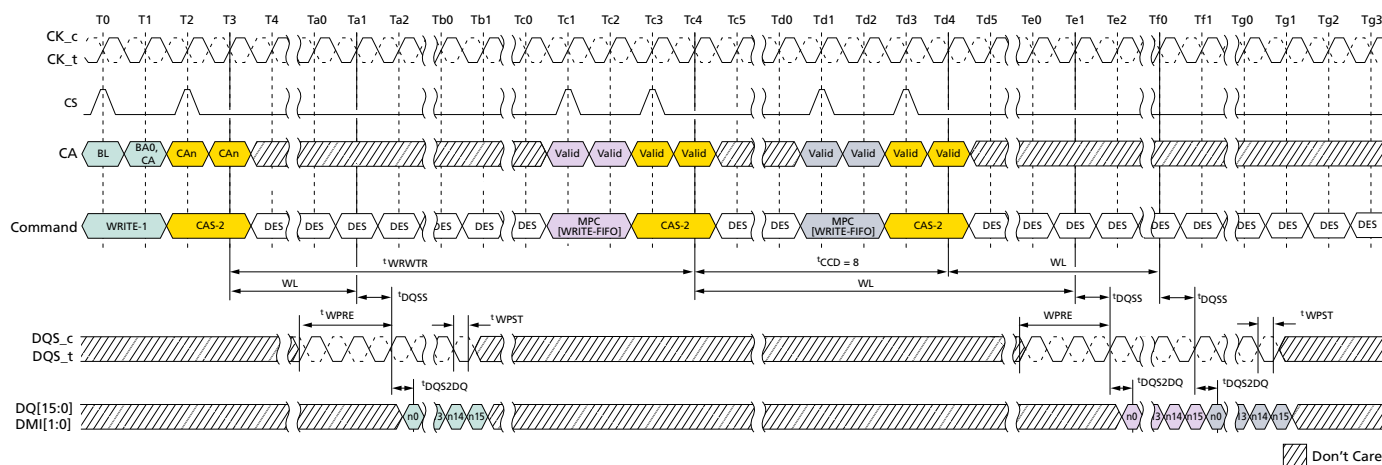 T0 T1 T2 T3 T4 Ta0 Ta1 Ta2 Tb0 Tb1 Tc0 Tc1 Tc2 Tc3 Tc4 Tc5 Td0 Td1 Td2 Td3 Td4 Td5 Te0 Te1 Te2 Tf0 Tf1 Tg0 Tg1 Tg2 Tg3
CK_c
CK_t
CS
CA BL BA0, CA CAn CAn Valid Valid Valid Valid Valid Valid Valid Valid
Command WRITE-1 CAS-2 DES DES DES DES DES DES DES MPC [WRITE-FIFO] CAS-2 DES DES MPC [WRITE-FIFO] CAS-2 DES DES DES DES DES DES DES DES DES DES
tWRWTR tCCD = 8 WL
WL tDQSS WL tDQSS tDQSS
tWPRE tWPST WPRE tWPST
DQS_c
DQS_t
tDQS2DQ tDQS2DQ tDQS2DQ
DQ[15:0]
DMI[1:0]
n0 13 n14 n15 n0 13 n14 n15 n0 13 n14 n15
Don't Care